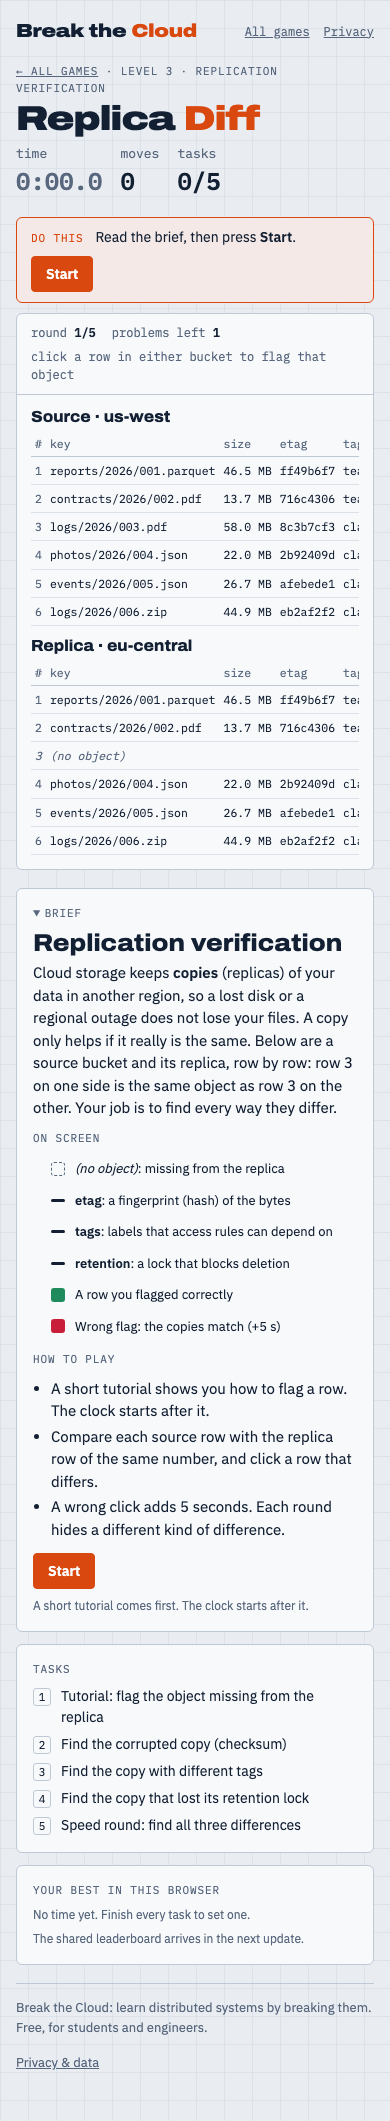 Break the Cloud
All games Privacy
← ALL GAMES · LEVEL 3 · REPLICATION
VERIFICATION
Replica Diff
time moves tasks
0:00.0 0 0/5
DO THIS Read the brief, then press Start.
Start
round 1/5 problems left 1
click a row in either bucket to flag that
object
Source · us-west
# key size etag tag
1 reports/2026/001.parquet 46.5 MB ff49b6f7 tea
2 contracts/2026/002.pdf 13.7 MB 716c4306 tea
3 logs/2026/003.pdf 58.0 MB 8c3b7cf3 cla
4 photos/2026/004.json 22.0 MB 2b92409d cla
5 events/2026/005.json 26.7 MB afebede1 cla
6 logs/2026/006.zip 44.9 MB eb2af2f2 cla
Replica · eu-central
# key size etag tag
1 reports/2026/001.parquet 46.5 MB ff49b6f7 tea
2 contracts/2026/002.pdf 13.7 MB 716c4306 tea
3 (no object)
4 photos/2026/004.json 22.0 MB 2b92409d cla
5 events/2026/005.json 26.7 MB afebede1 cla
6 logs/2026/006.zip 44.9 MB eb2af2f2 cla
▼ BRIEF
Replication verification
Cloud storage keeps copies (replicas) of your
data in another region, so a lost disk or a
regional outage does not lose your files. A copy
only helps if it really is the same. Below are a
source bucket and its replica, row by row: row 3
on one side is the same object as row 3 on the
other. Your job is to find every way they differ.
ON SCREEN
(no object): missing from the replica
etag: a fingerprint (hash) of the bytes
tags: labels that access rules can depend on
retention: a lock that blocks deletion
A row you flagged correctly
Wrong flag: the copies match (+5 s)
HOW TO PLAY
• A short tutorial shows you how to flag a row.
The clock starts after it.
• Compare each source row with the replica
row of the same number, and click a row that
differs.
• A wrong click adds 5 seconds. Each round
hides a different kind of difference.
Start
A short tutorial comes first. The clock starts after it.
TASKS
1 Tutorial: flag the object missing from the
replica
2 Find the corrupted copy (checksum)
3 Find the copy with different tags
4 Find the copy that lost its retention lock
5 Speed round: find all three differences
YOUR BEST IN THIS BROWSER
No time yet. Finish every task to set one.
The shared leaderboard arrives in the next update.
Break the Cloud: learn distributed systems by breaking them.
Free, for students and engineers.
Privacy & data